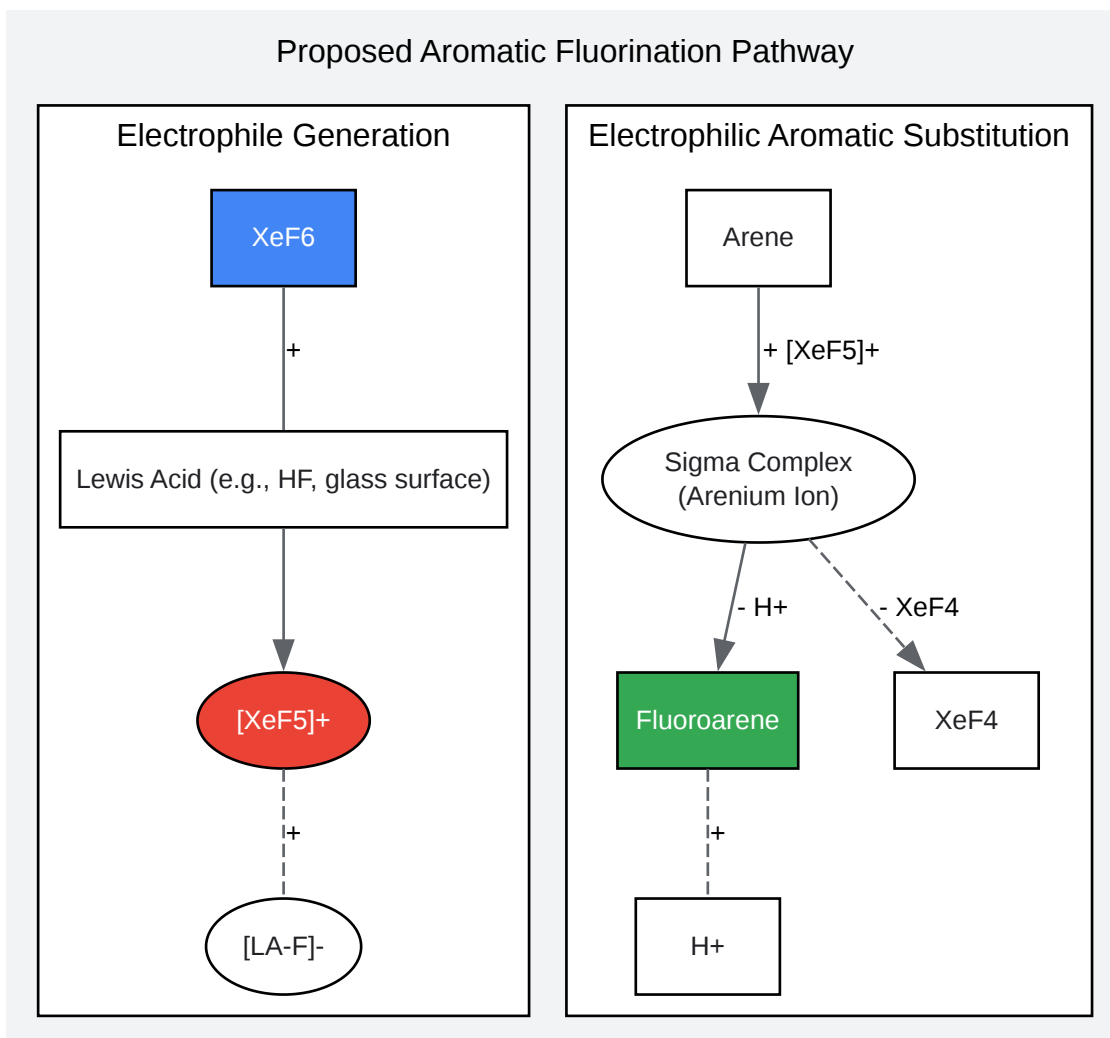 Proposed Aromatic Fluorination Pathway
Electrophile Generation
XeF6
+
Lewis Acid (e.g., HF, glass surface)
[XeF5]+
+
[LA-F]-
Electrophilic Aromatic Substitution
Arene
+ [XeF5]+
Sigma Complex
(Arenium Ion)
- H+
- XeF4
Fluoroarene
XeF4
+
H+